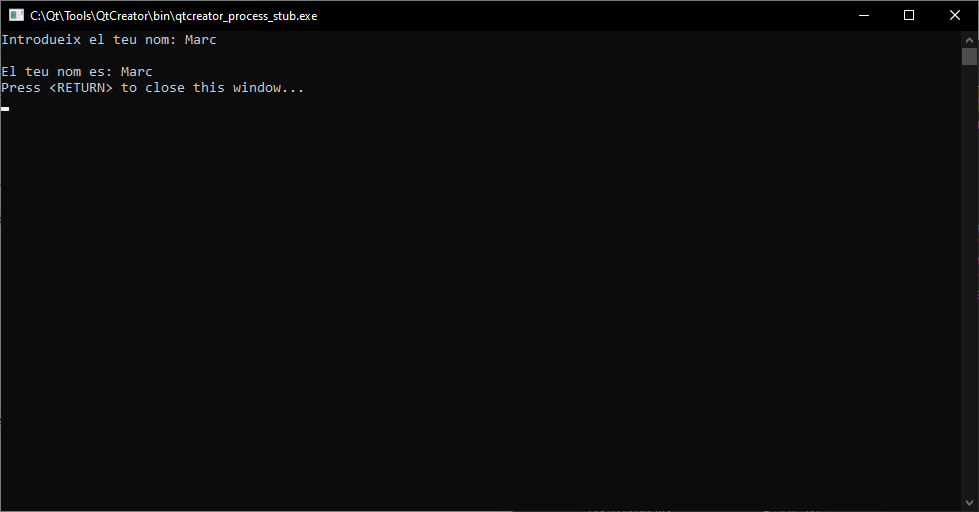 C:\Qt\Tools\QtCreator\bin\qtcreator_process_stub.exe
Introdueix el teu nom: Marc
El teu nom es: Marc
Press <RETURN> to close this window...